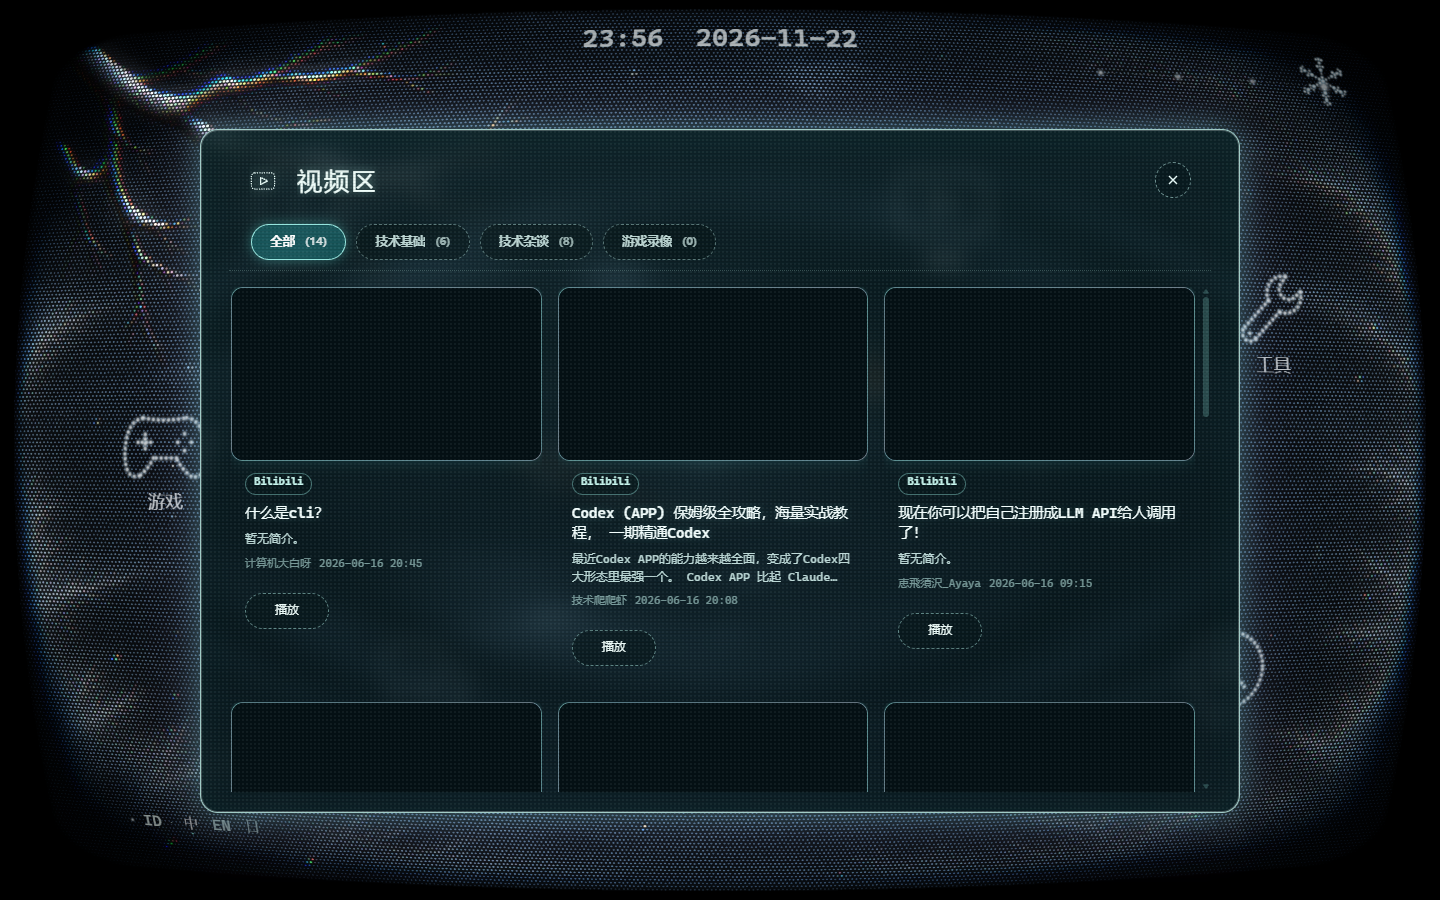 23:56 2026-11-22
视频区
全部 (14)
技术基础 (6)
技术杂谈 (8)
游戏录像 (0)
工具
游戏
Bilibili
什么是cli?
暂无简介。
计算机大白呀 2026-06-16 20:45
播放
Bilibili
Codex (APP) 保姆级全攻略，海量实战教
程， 一期精通Codex
最近Codex APP的能力越来越全面，变成了Codex四
大形态里最强一个。 Codex APP 比起 Claude…
技术爬爬虾 2026-06-16 20:08
播放
Bilibili
现在你可以把自己注册成LLM API给人调用
了!
暂无简介。
恵飛須沢_Ayaya 2026-06-16 09:15
播放
· ID 中 EN 日